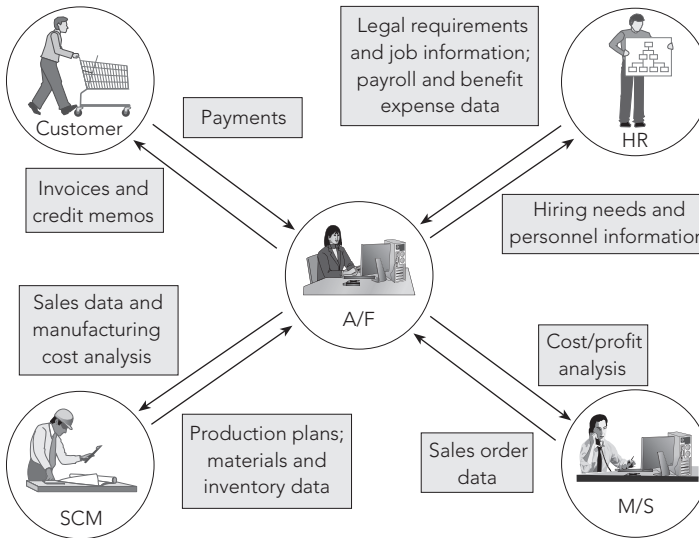 Legal requirements
and job information;
payroll and benefit
expense data
Customer
Payments
HR
Invoices and
credit memos
Hiring needs and
personnel information
A/F
Sales data and
manufacturing
cost analysis
Cost/profit
analysis
Production plans;
materials and
inventory data
Sales order
data
SCM
M/S